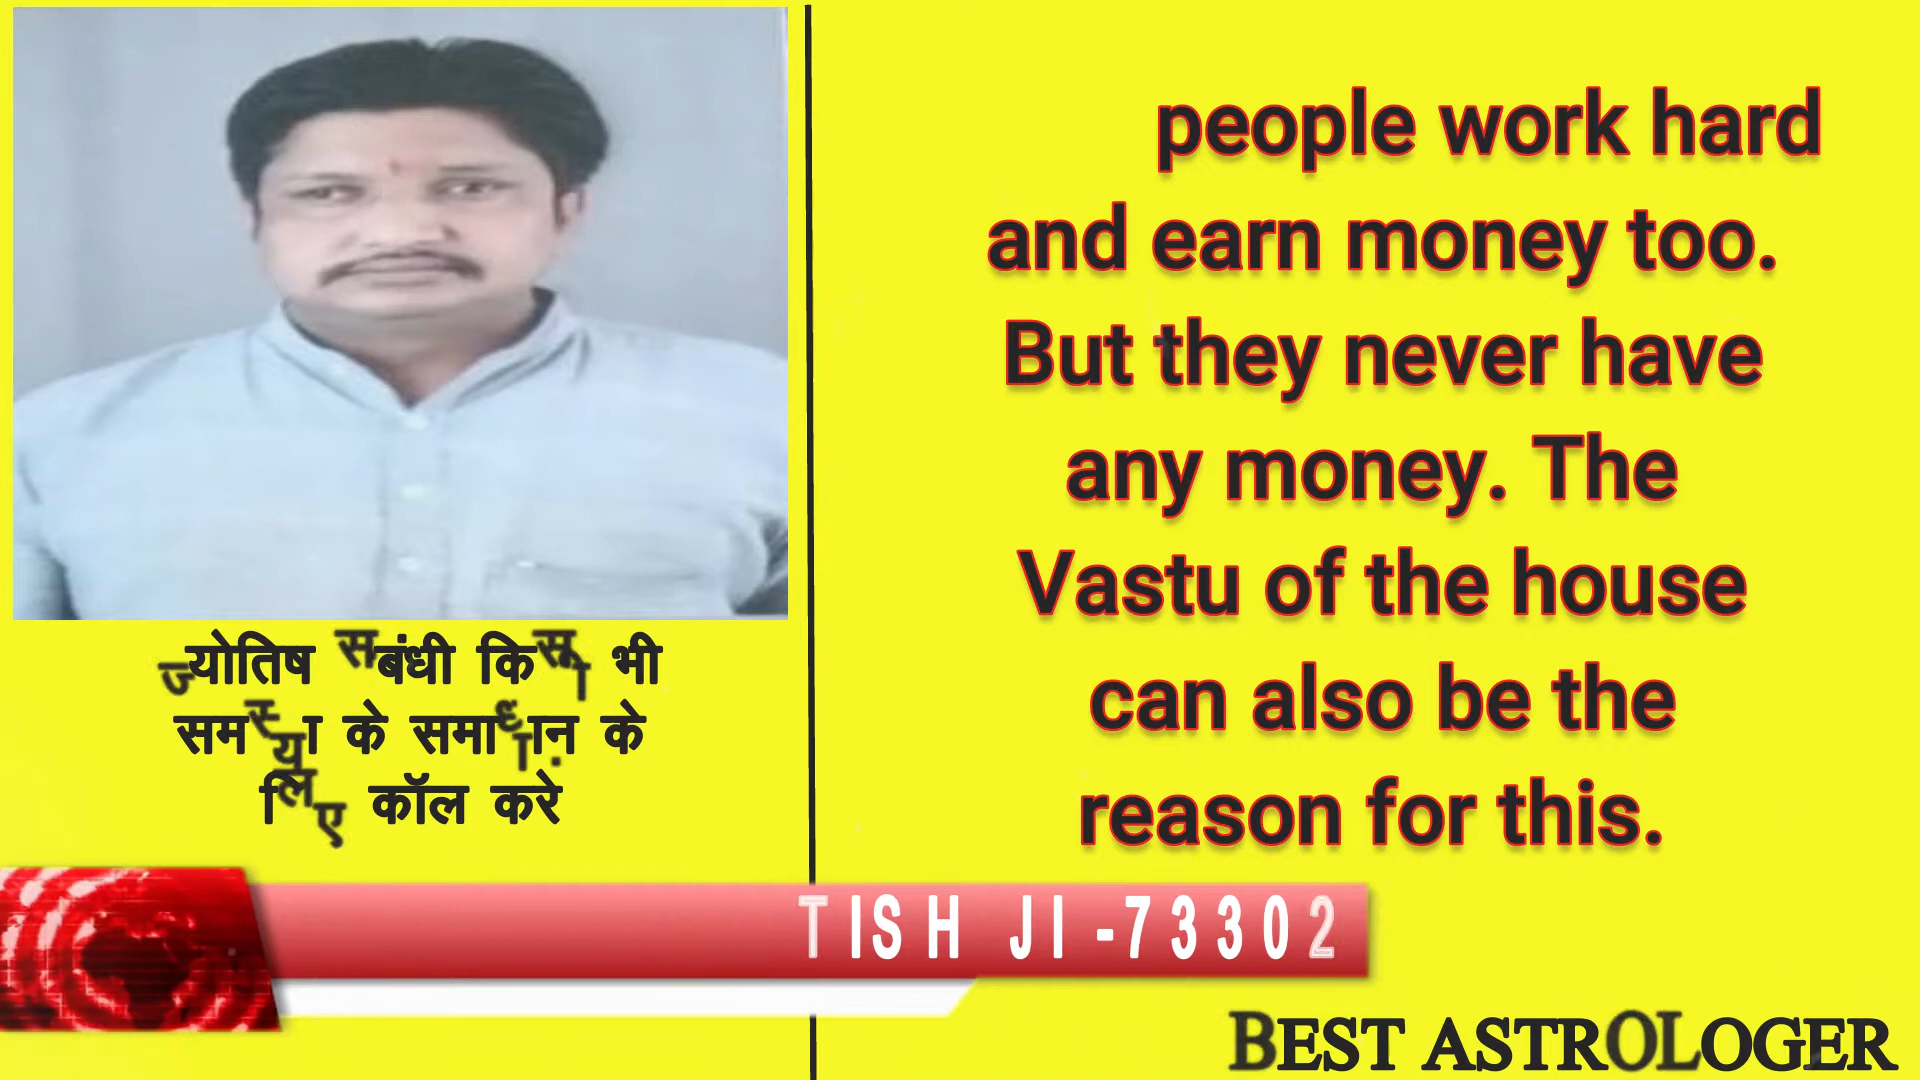 people work hard
and earn money too.
But they never have
any money. The
Vastu of the house
can also be the
reason for this.
ज्योतिष सबंधी किसी भी
समस्या के समाधान के
लिए कॉल करे
TISH JI -73302
BEST ASTROLOGER